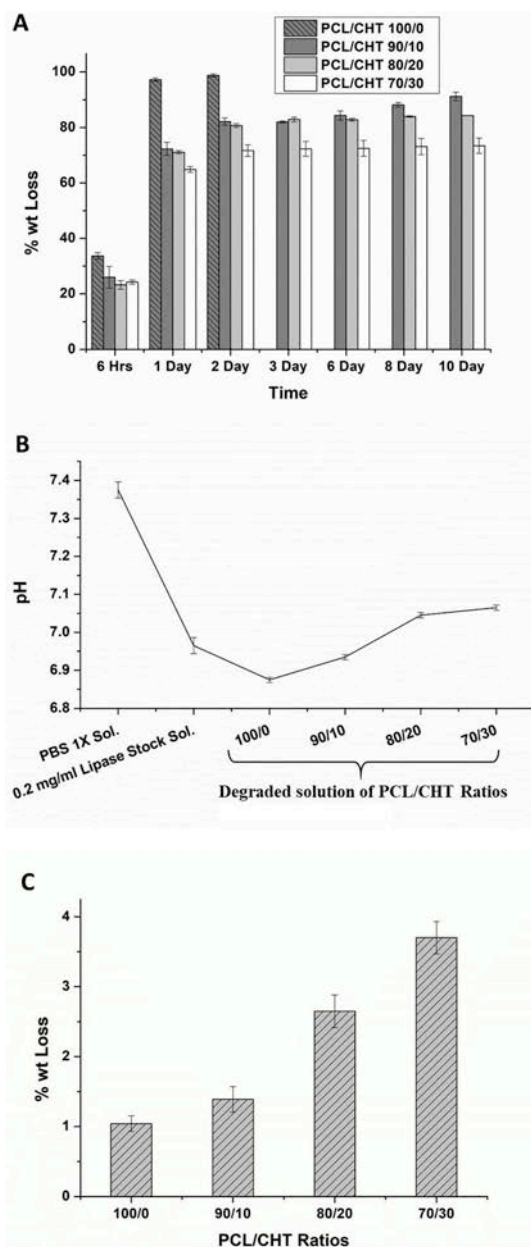 A
PCL/CHT 100/0
PCL/CHT 90/10
PCL/CHT 80/20
PCL/CHT 70/30
100
80
60
40
20
0
% wt Loss
6 Hrs 1 Day 2 Day 3 Day 6 Day 8 Day 10 Day
Time
B
7.4
7.3
7.2
7.1
7.0
6.9
6.8
pH
PBS 1X Sol.
0.2 mg/ml Lipase Stock Sol.
100/0
90/10
80/20
70/30
Degraded solution of PCL/CHT Ratios
C
4
3
2
1
0
% wt Loss
100/0 90/10 80/20 70/30
PCL/CHT Ratios